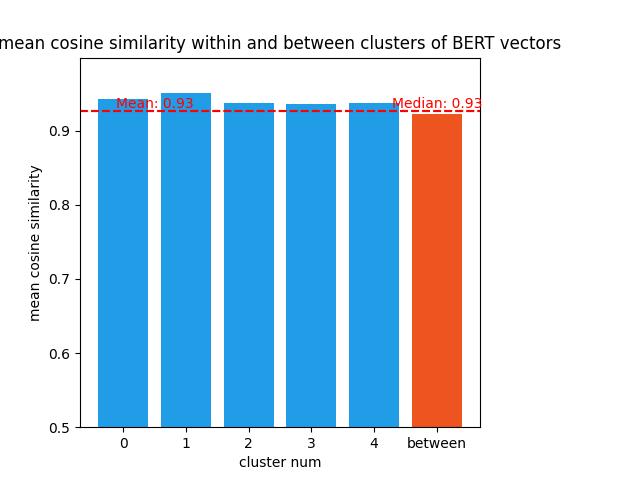 mean cosine similarity within and between clusters of BERT vectors
Mean: 0.93
Median: 0.93
0.9
0.8
0.7
0.6
0.5
mean cosine similarity
0 1 2 3 4 between
cluster num